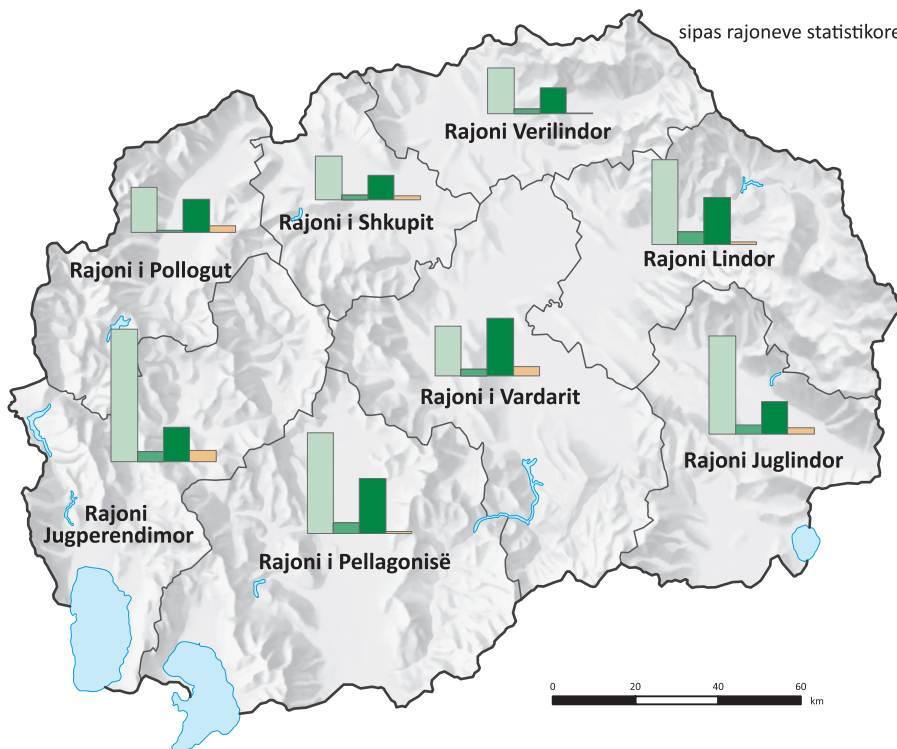 sipas rajoneve statistikore
Rajoni Verilindor
Rajoni i Shkupit
Rajoni i Pollogut
Rajoni Lindor
Rajoni i Vardarit
Rajoni Juglindor
Rajoni
Jugperendimor
Rajoni i Pellagonisë
0 20 40 60
km